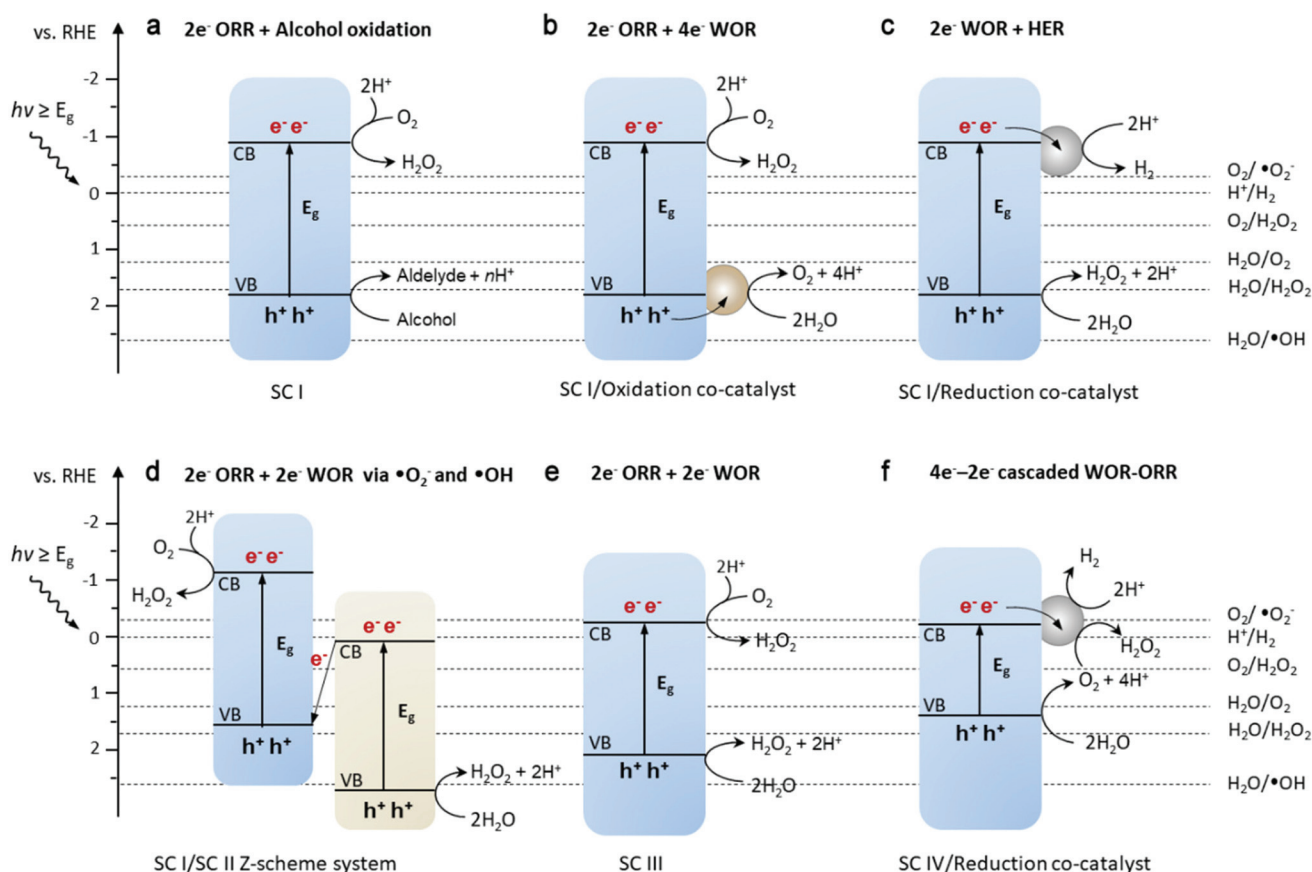 vs. RHE
a 2e⁻ ORR + Alcohol oxidation
b 2e⁻ ORR + 4e⁻ WOR
c 2e⁻ WOR + HER
-2
-1
0
1
2
hν ≥ Eg
2H⁺
O₂
H₂O₂
e⁻ e⁻
CB
Eg
VB
h⁺ h⁺
Aldelyde + nH⁺
Alcohol
SC I
2H⁺
O₂
H₂O₂
e⁻ e⁻
CB
Eg
VB
h⁺ h⁺
O₂ + 4H⁺
2H₂O
SC I/Oxidation co-catalyst
e⁻ e⁻
CB
2H⁺
H₂
Eg
VB
h⁺ h⁺
H₂O₂ + 2H⁺
2H₂O
SC I/Reduction co-catalyst
O₂/ •O₂⁻
H⁺/H₂
O₂/H₂O₂
H₂O/O₂
H₂O/H₂O₂
H₂O/•OH
vs. RHE
d 2e⁻ ORR + 2e⁻ WOR via •O₂⁻ and •OH
e 2e⁻ ORR + 2e⁻ WOR
f 4e⁻–2e⁻ cascaded WOR-ORR
-2
-1
0
1
2
hν ≥ Eg
2H⁺
O₂
H₂O₂
e⁻ e⁻
CB
Eg
VB
h⁺ h⁺
e⁻
e⁻ e⁻
CB
Eg
VB
h⁺ h⁺
H₂O₂ + 2H⁺
2H₂O
SC I/SC II Z-scheme system
2H⁺
O₂
H₂O₂
e⁻ e⁻
CB
Eg
VB
h⁺ h⁺
H₂O₂ + 2H⁺
2H₂O
SC III
H₂
2H⁺
e⁻ e⁻
CB
H₂O₂
Eg
VB
h⁺ h⁺
O₂ + 4H⁺
2H₂O
SC IV/Reduction co-catalyst
O₂/ •O₂⁻
H⁺/H₂
O₂/H₂O₂
H₂O/O₂
H₂O/H₂O₂
H₂O/•OH